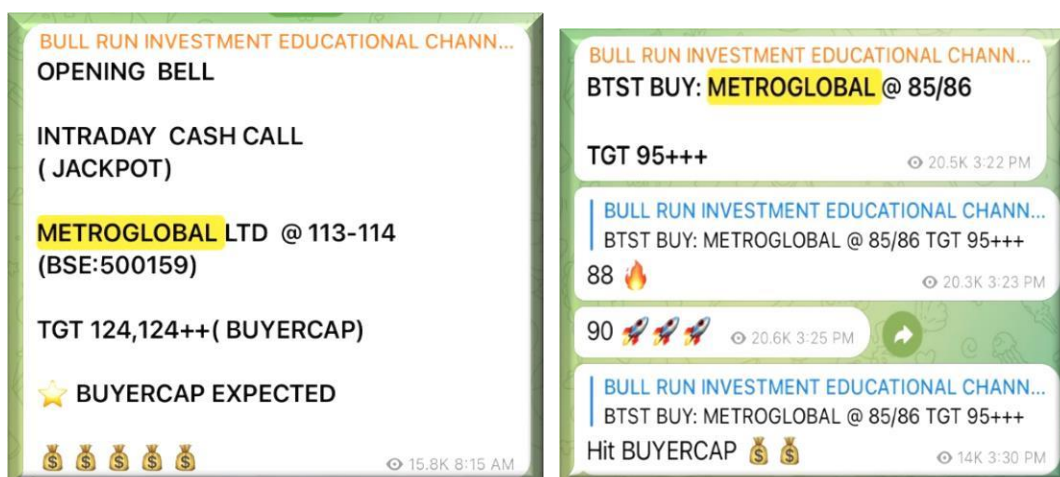 BULL RUN INVESTMENT EDUCATIONAL CHANN...
OPENING BELL
INTRADAY CASH CALL
( JACKPOT)
METROGLOBAL LTD @ 113-114
(BSE:500159)
TGT 124,124++( BUYERCAP)
⭐ BUYERCAP EXPECTED
💰 💰 💰 💰 💰 15.8K 8:15 AM
BULL RUN INVESTMENT EDUCATIONAL CHANN...
BTST BUY: METROGLOBAL @ 85/86
TGT 95+++ 20.5K 3:22 PM
BULL RUN INVESTMENT EDUCATIONAL CHANN...
BTST BUY: METROGLOBAL @ 85/86 TGT 95+++
88 🔥 20.3K 3:23 PM
90 🚀🚀🚀 20.6K 3:25 PM
BULL RUN INVESTMENT EDUCATIONAL CHANN...
BTST BUY: METROGLOBAL @ 85/86 TGT 95+++
Hit BUYERCAP 💰 💰 14K 3:30 PM